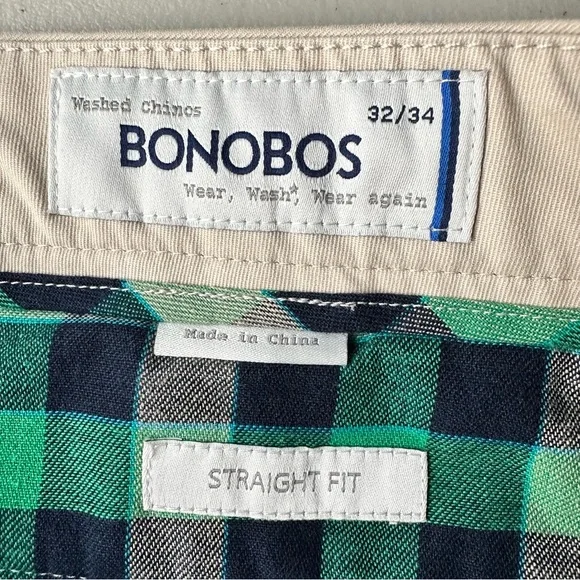 Washed Chinos
32/34
BONOBOS
Wear, Wash*, Wear again
Made in China
STRAIGHT FIT